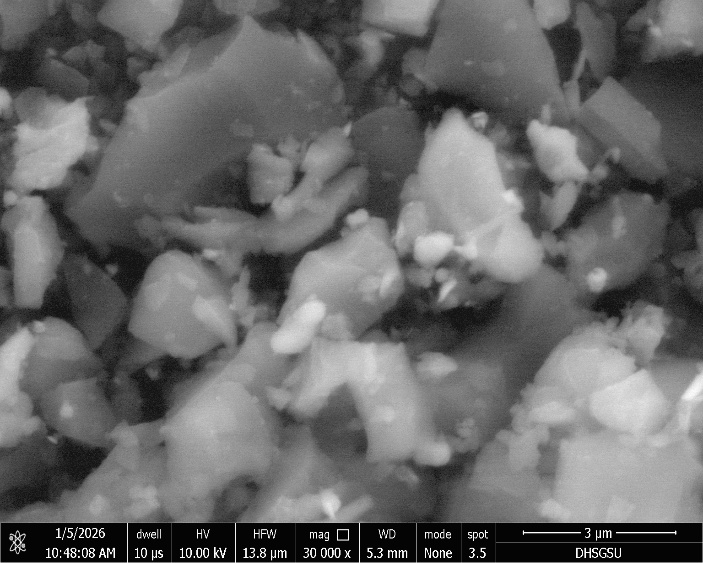 1/5/2026
10:48:08 AM
dwell
10 µs
HV
10.00 kV
HFW
13.8 µm
mag
30 000 x
WD
5.3 mm
mode
None
spot
3.5
3 µm
DHSGSU